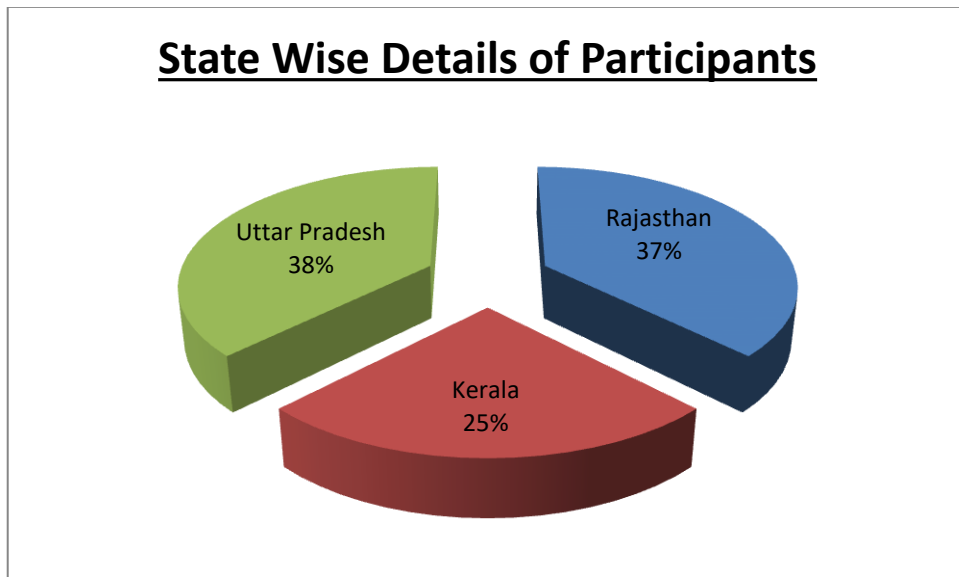 State Wise Details of Participants
Uttar Pradesh
38%
Rajasthan
37%
Kerala
25%